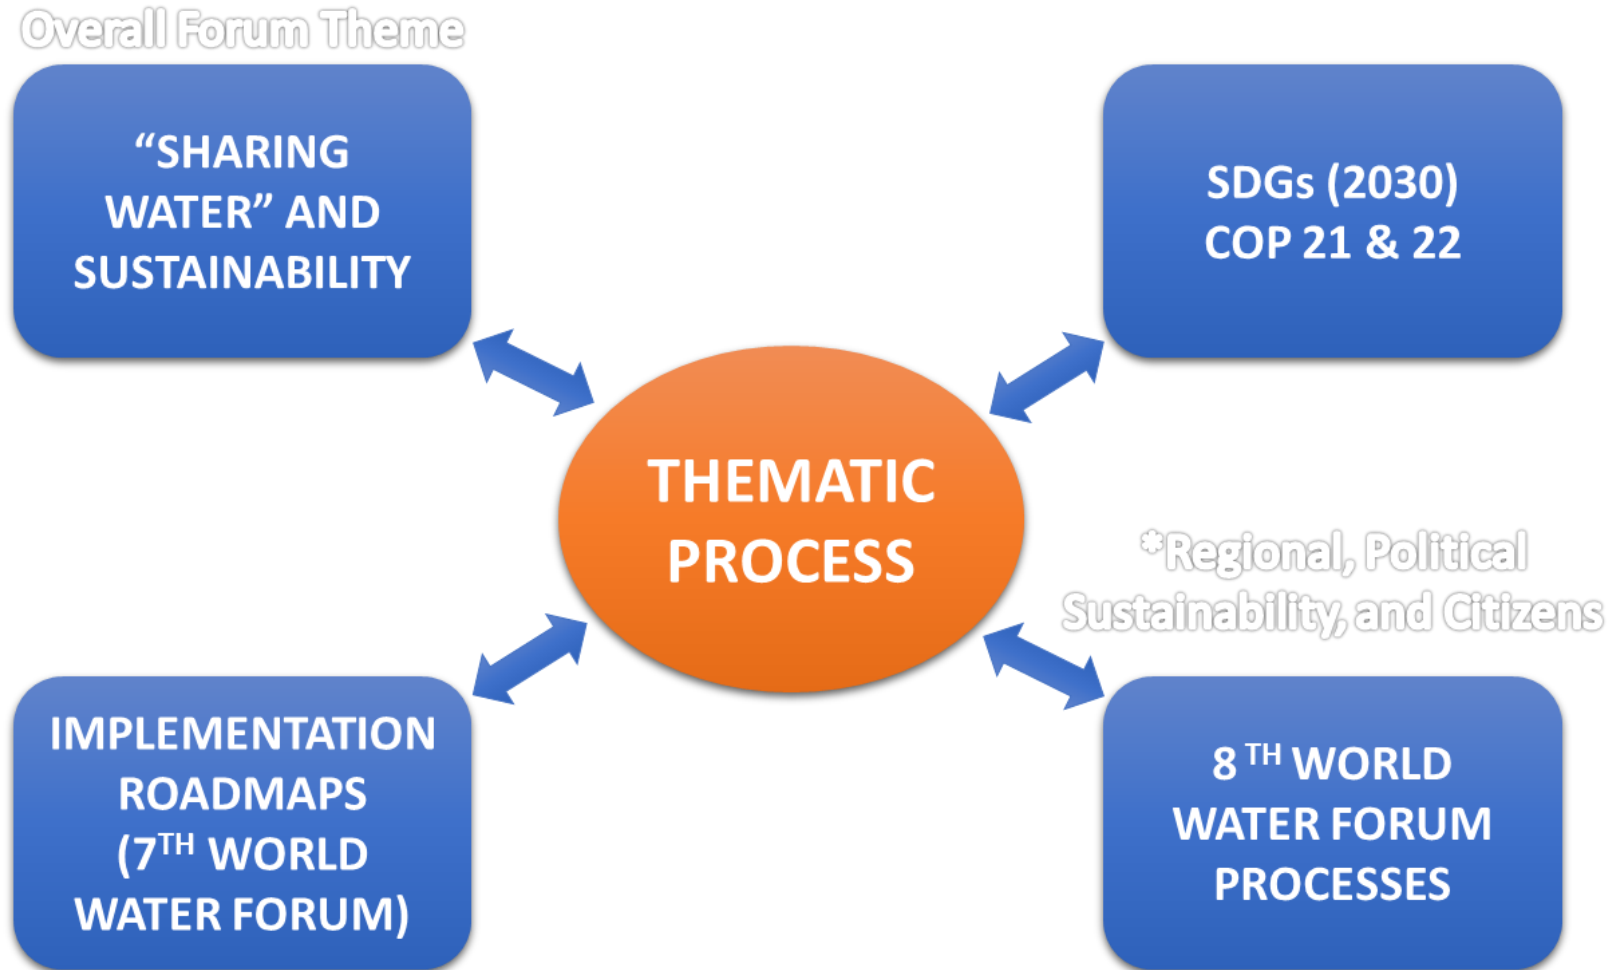 Overall Forum Theme
“SHARING
WATER” AND
SUSTAINABILITY
SDGs (2030)
COP 21 & 22
THEMATIC
PROCESS
*Regional, Political
Sustainability, and Citizens
IMPLEMENTATION
ROADMAPS
(7TH WORLD
WATER FORUM)
8 TH WORLD
WATER FORUM
PROCESSES